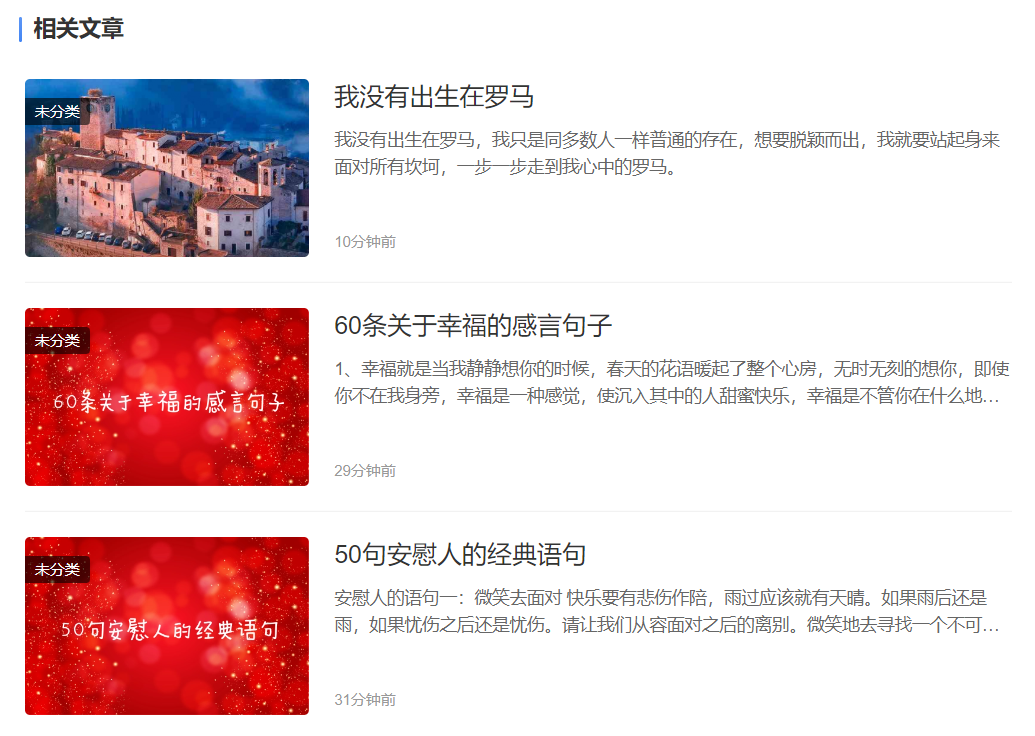 相关文章
未分类
我没有出生在罗马
我没有出生在罗马，我只是同多数人一样普通的存在，想要脱颖而出，我就要站起身来
面对所有坎坷，一步一步走到我心中的罗马。
10分钟前
未分类
60条关于幸福的感言句子
60条关于幸福的感言句子
1、幸福就是当我静静想你的时候，春天的花语暖起了整个心房，无时无刻的想你，即使
你不在我身旁，幸福是一种感觉，使沉入其中的人甜蜜快乐，幸福是不管你在什么地…
29分钟前
未分类
50句安慰人的经典语句
50句安慰人的经典语句
安慰人的语句一：微笑去面对 快乐要有悲伤作陪，雨过应该就有天晴。如果雨后还是
雨，如果忧伤之后还是忧伤。请让我们从容面对之后的离别。微笑地去寻找一个不可…
31分钟前